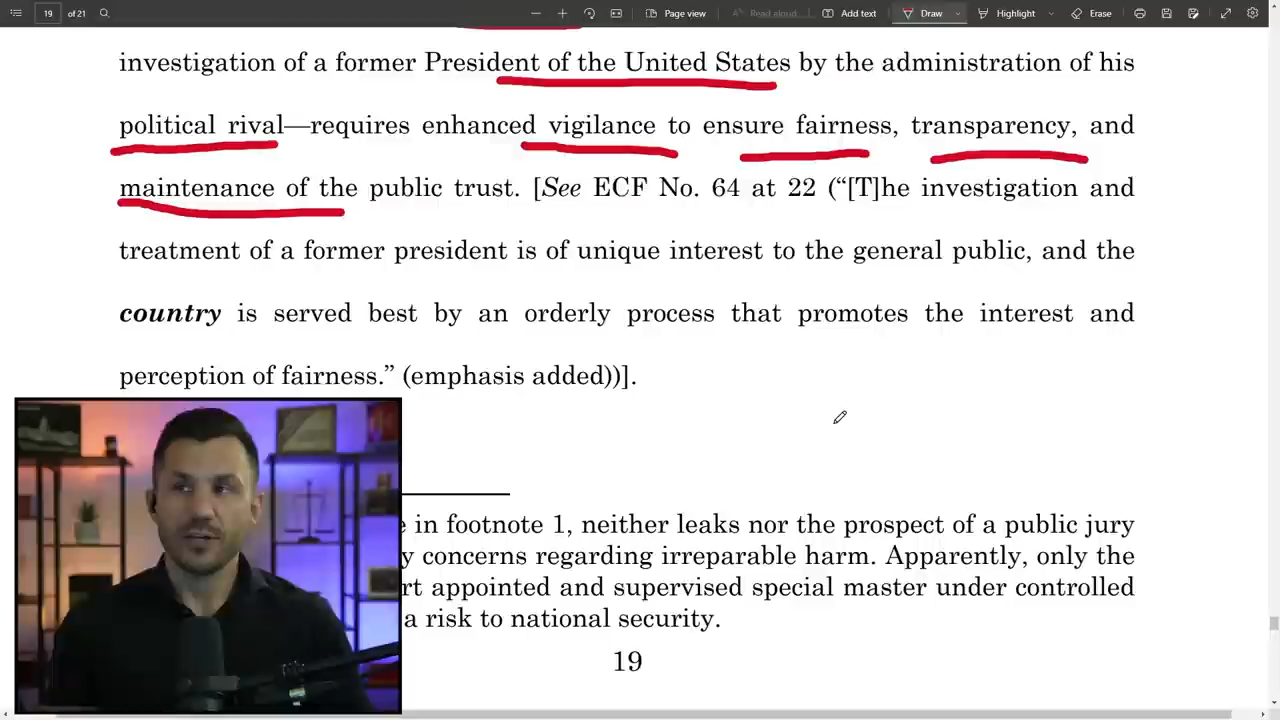 19 of 21 Page view Read aloud Add text Draw Highlight Erase
investigation of a former President of the United States by the administration of his
political rival—requires enhanced vigilance to ensure fairness, transparency, and
maintenance of the public trust. [See ECF No. 64 at 22 (“[T]he investigation and
treatment of a former president is of unique interest to the general public, and the
country is served best by an orderly process that promotes the interest and
perception of fairness.” (emphasis added))].
in footnote 1, neither leaks nor the prospect of a public jury
concerns regarding irreparable harm. Apparently, only the
appointed and supervised special master under controlled
a risk to national security.
19